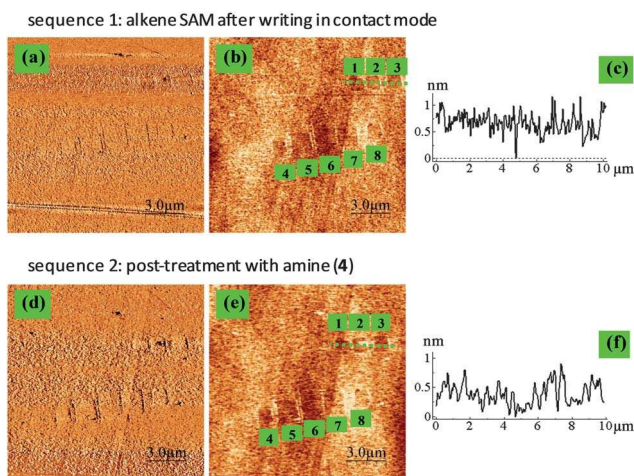 sequence 1: alkene SAM after writing in contact mode
(a)
3.0µm
(b)
1 2 3
4 5 6 7 8
3.0µm
(c)
nm
1
0.5
0
0 2 4 6 8 10
µm
sequence 2: post-treatment with amine (4)
(d)
3.0µm
(e)
1 2 3
4 5 6 7 8
3.0µm
(f)
nm
1
0.5
0
0 2 4 6 8 10
µm